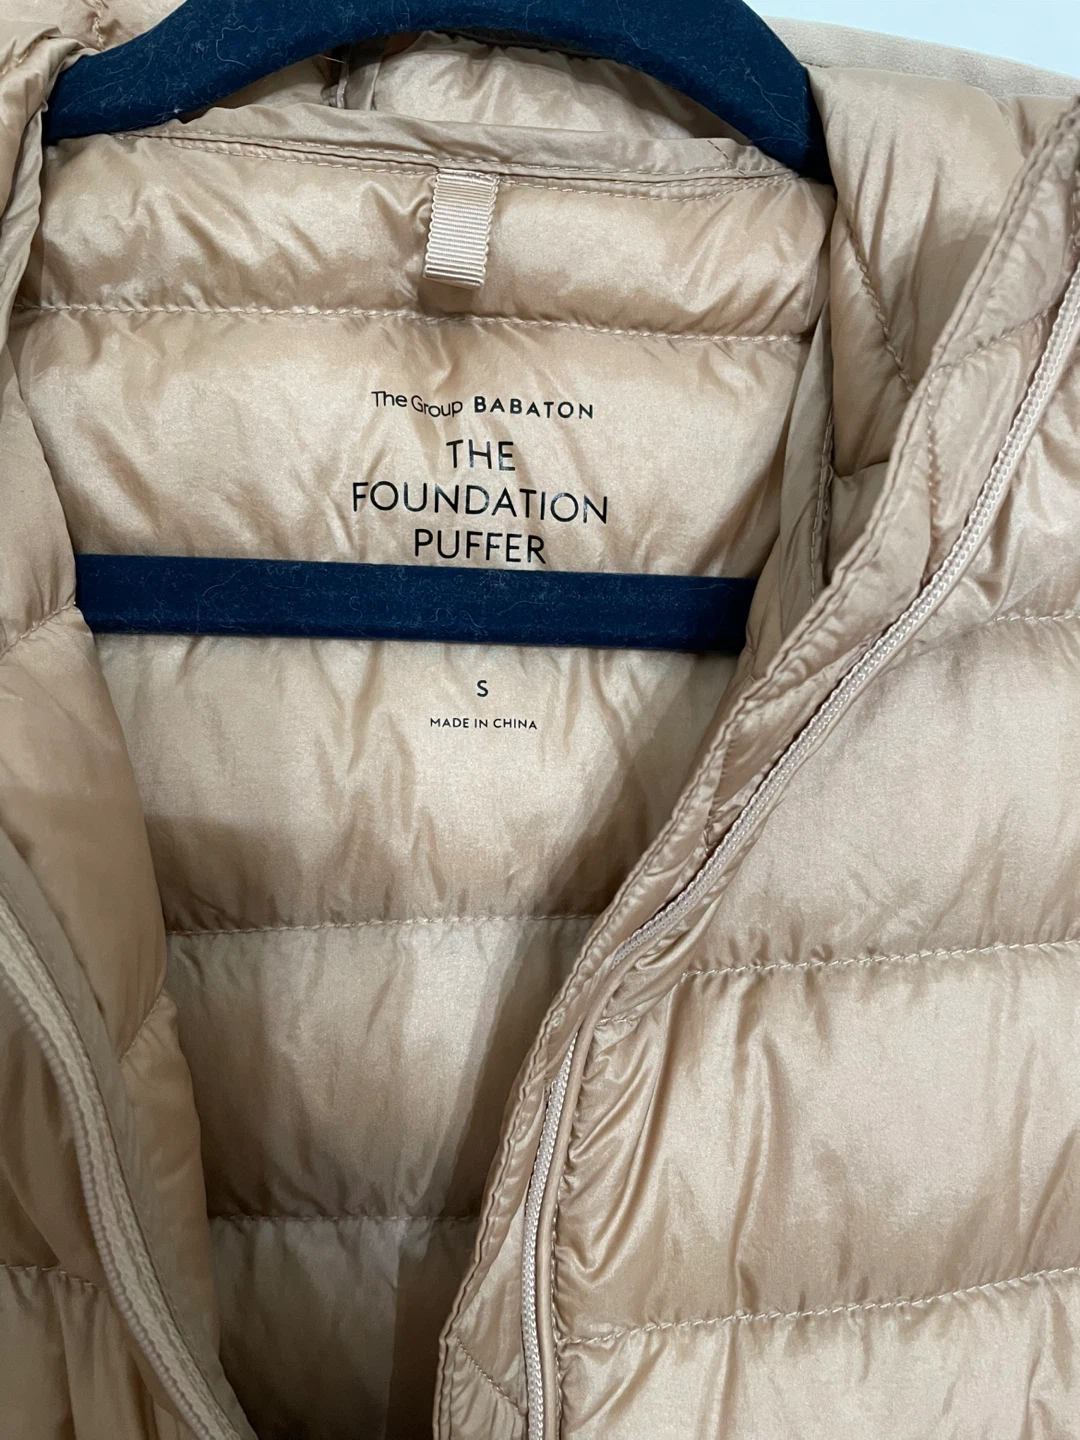 The Group BABATON
THE
FOUNDATION
PUFFER
S
MADE IN CHINA